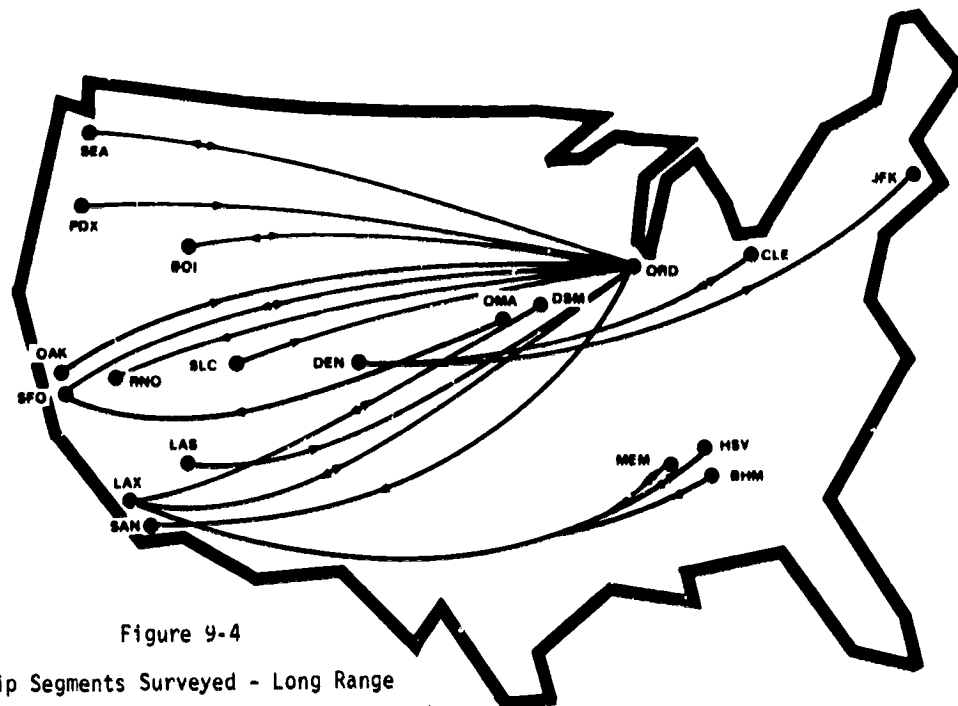 SEA
JFK
PDX
BOI
ORD
CLE
OMA
DSM
OAK
RNO
SLC
DEN
SFO
LAS
MEM
HSV
BHM
LAX
SAN
Figure 9-4
ip Segments Surveyed - Long Range